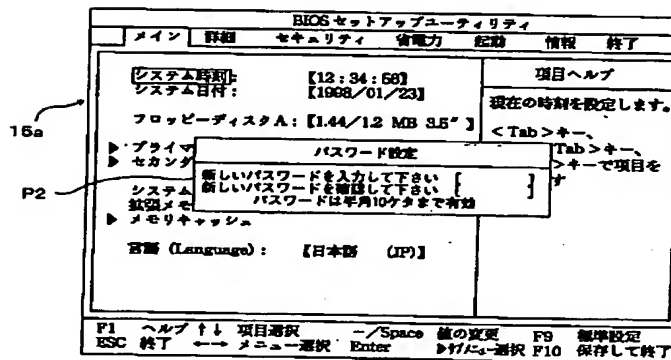 BIOS セットアップユーティリティ
メイン 詳細 セキュリティ 省電力 起動 情報 終了
システム時刻: 【12:34:56】
システム日付: 【1998/01/23】
フロッピーディスクA: 【1.44/1.2 MB 3.5"】
▶ プライマ
▶ セカンダ
システム
拡張メモ
▶ メモリキャッシュ
言語 (Language): 【日本語 (JP)】
パスワード設定
新しいパスワードを入力して下さい [ ]
新しいパスワードを確認して下さい [ ]
パスワードは半角10ケタまで有効
項目ヘルプ
現在の時刻を設定します。
<Tab>キー、
Tab>キー、
>キーで項目を
す
F1 ヘルプ ↑↓ 項目選択 -/Space 値の変更 F9 標準設定
ESC 終了 ←→ メニュー選択 Enter ▶サブメニュー選択 F10 保存して終了
15a
P2